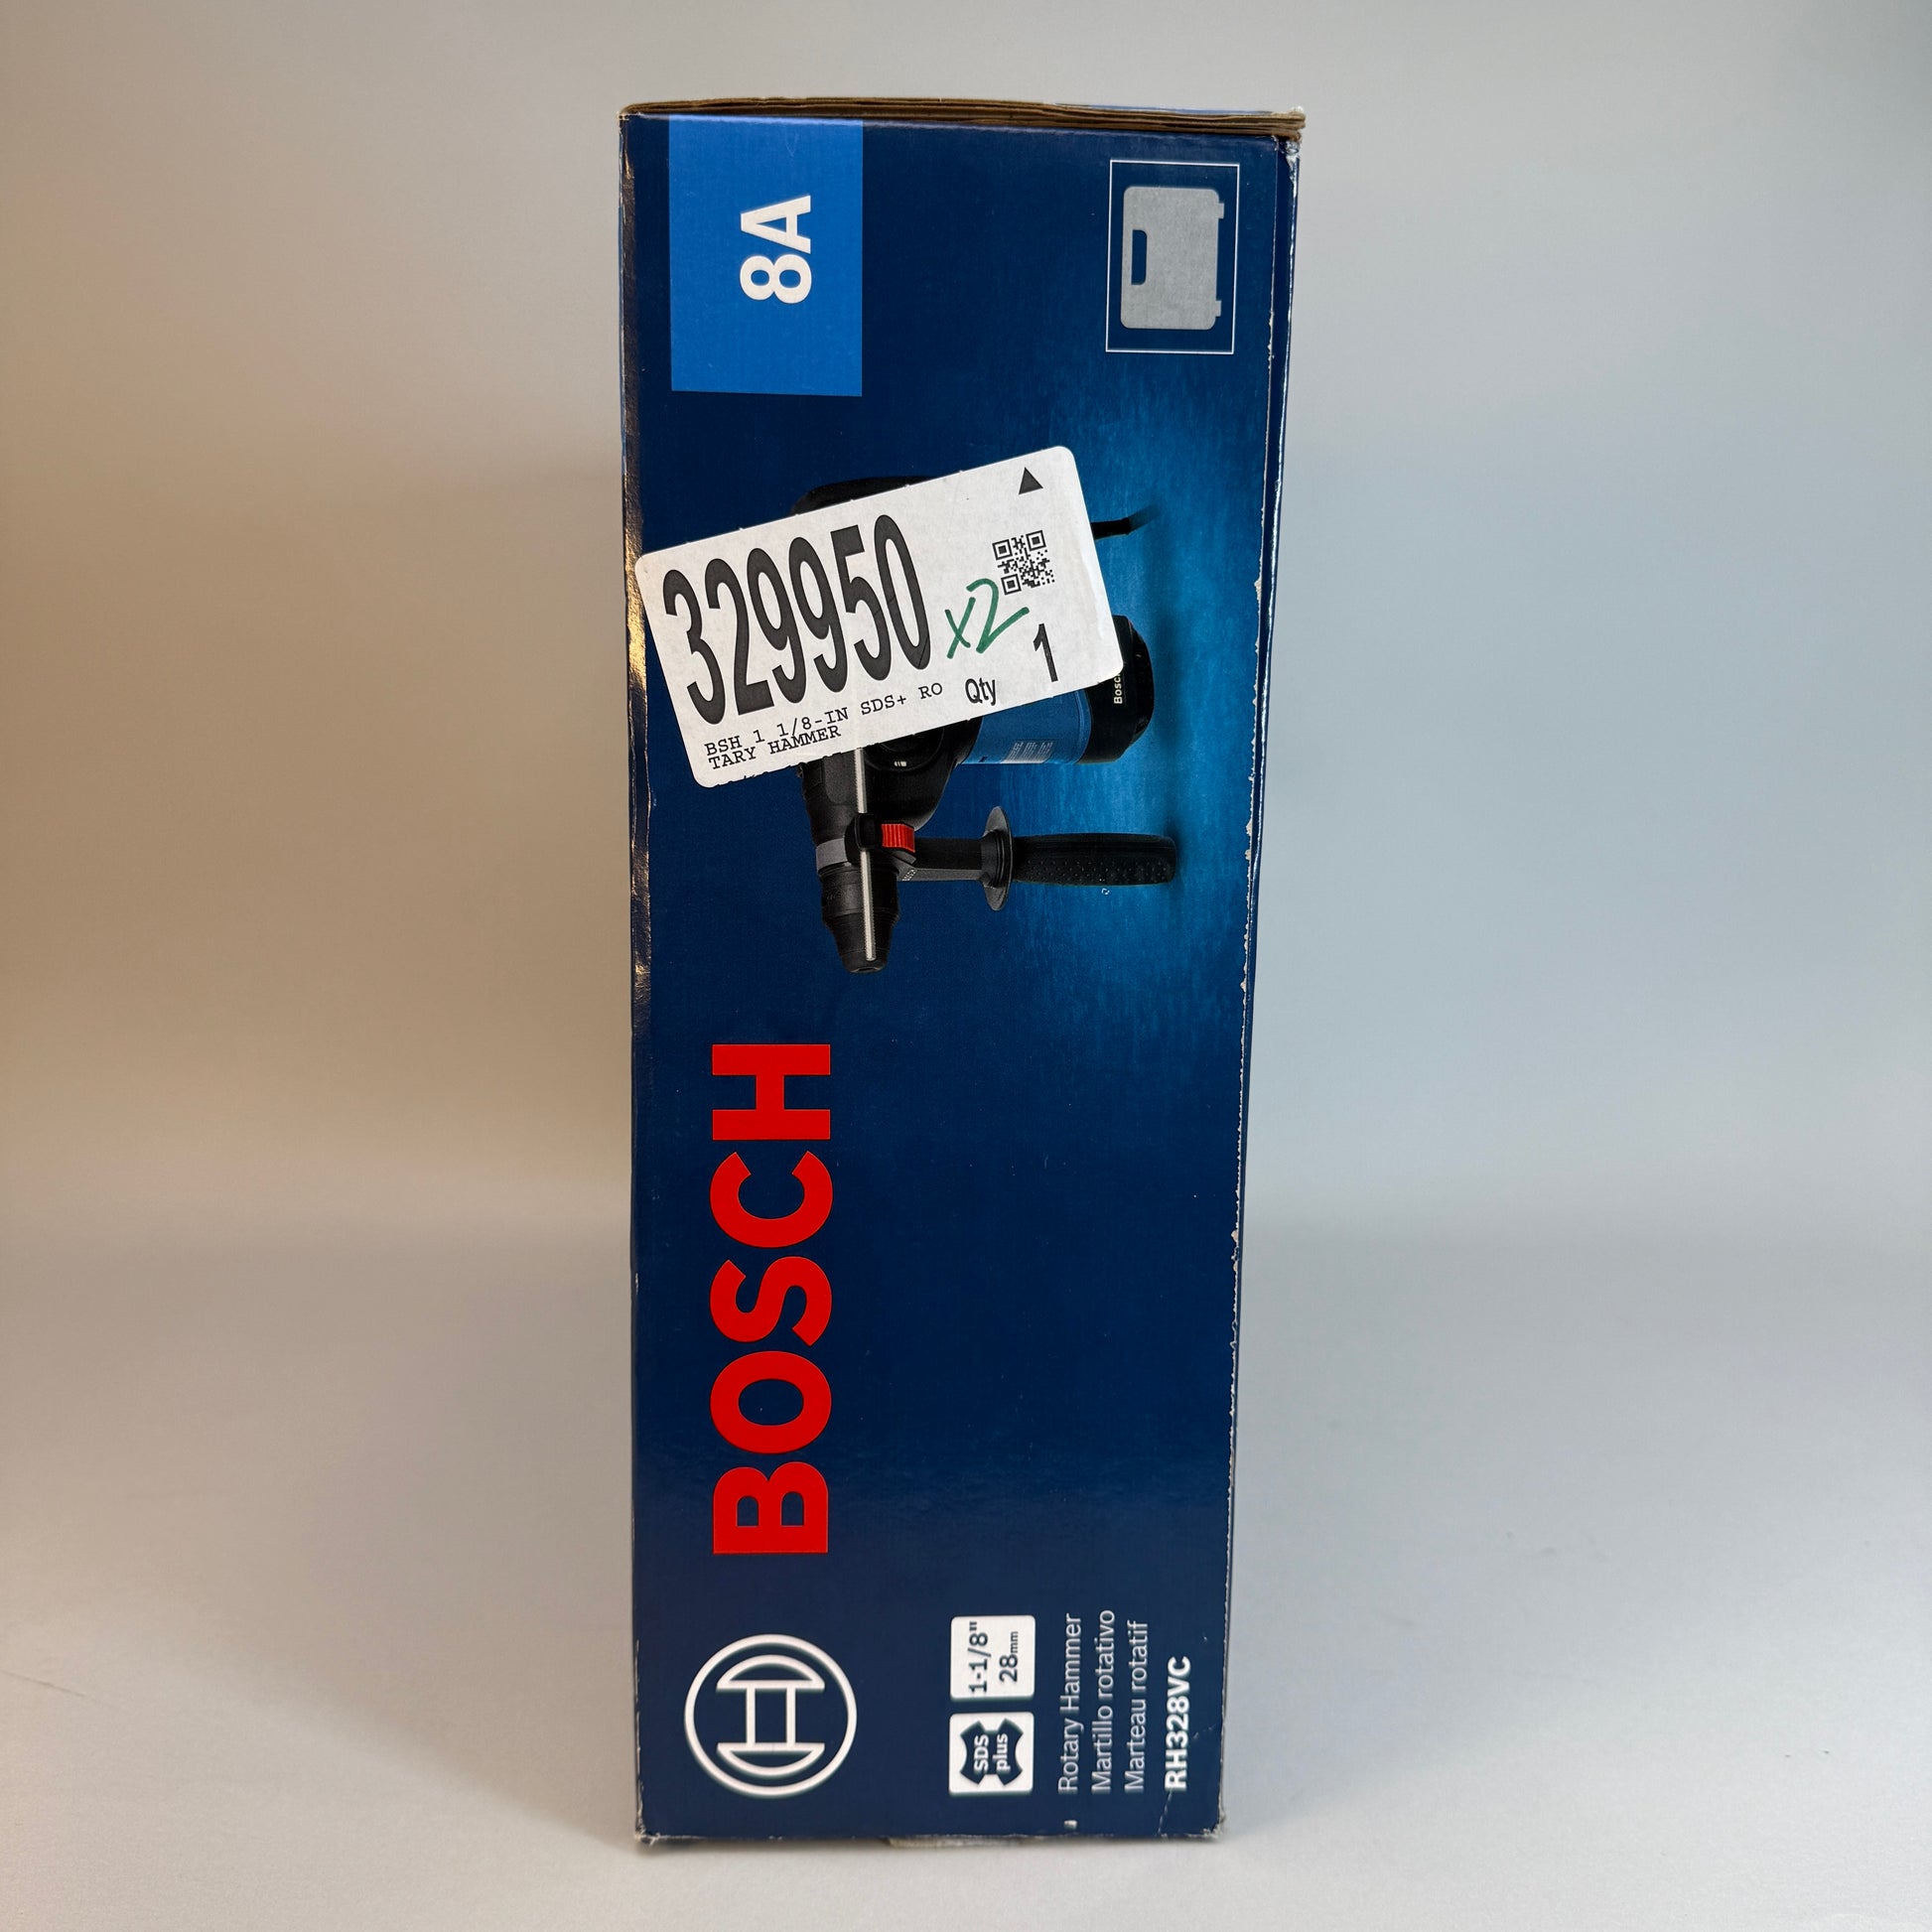 8A
329950
x2
Qty 1
BSH 1 1/8-IN SDS+ RO
TARY HAMMER
BOSCH
SDS
plus
1-1/8"
28mm
Rotary Hammer
Martillo rotativo
Marteau rotatif
RH328VC